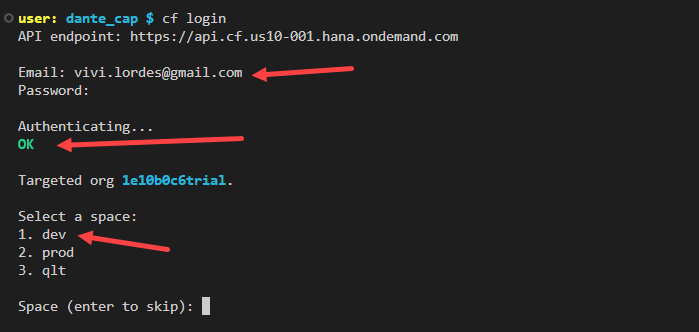 user: dante_cap $ cf login
API endpoint: https://api.cf.us10-001.hana.ondemand.com
Email: vivi.lordes@gmail.com
Password:
Authenticating...
OK
Targeted org 1e10b0c6trial.
Select a space:
1. dev
2. prod
3. qlt
Space (enter to skip):